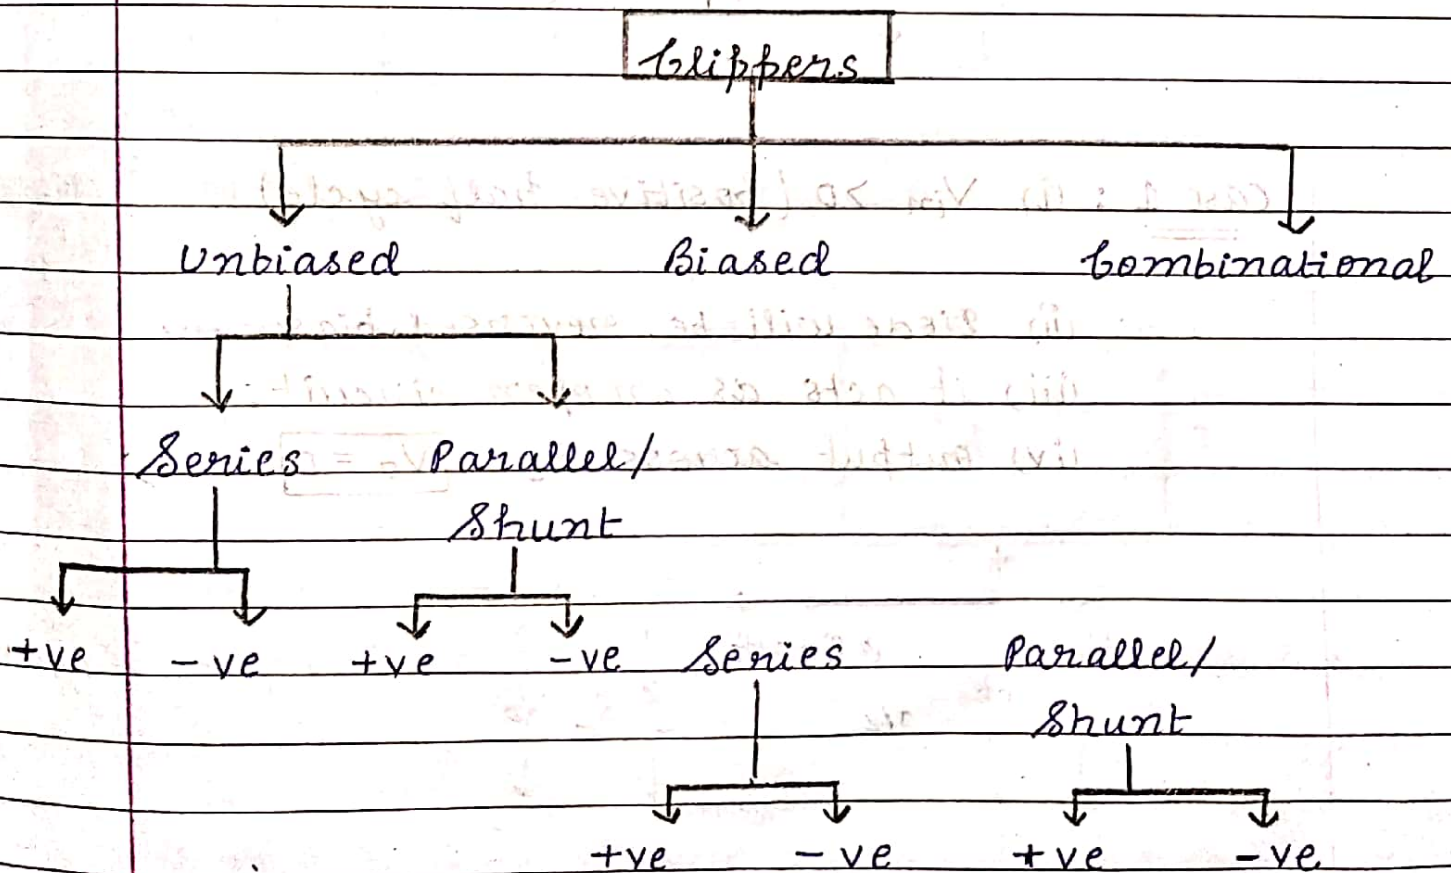 Clippers
Unbiased Biased Combinational
Series Parallel/
Shunt
+ve -ve +ve -ve Series Parallel/
Shunt
+ve -ve +ve -ve